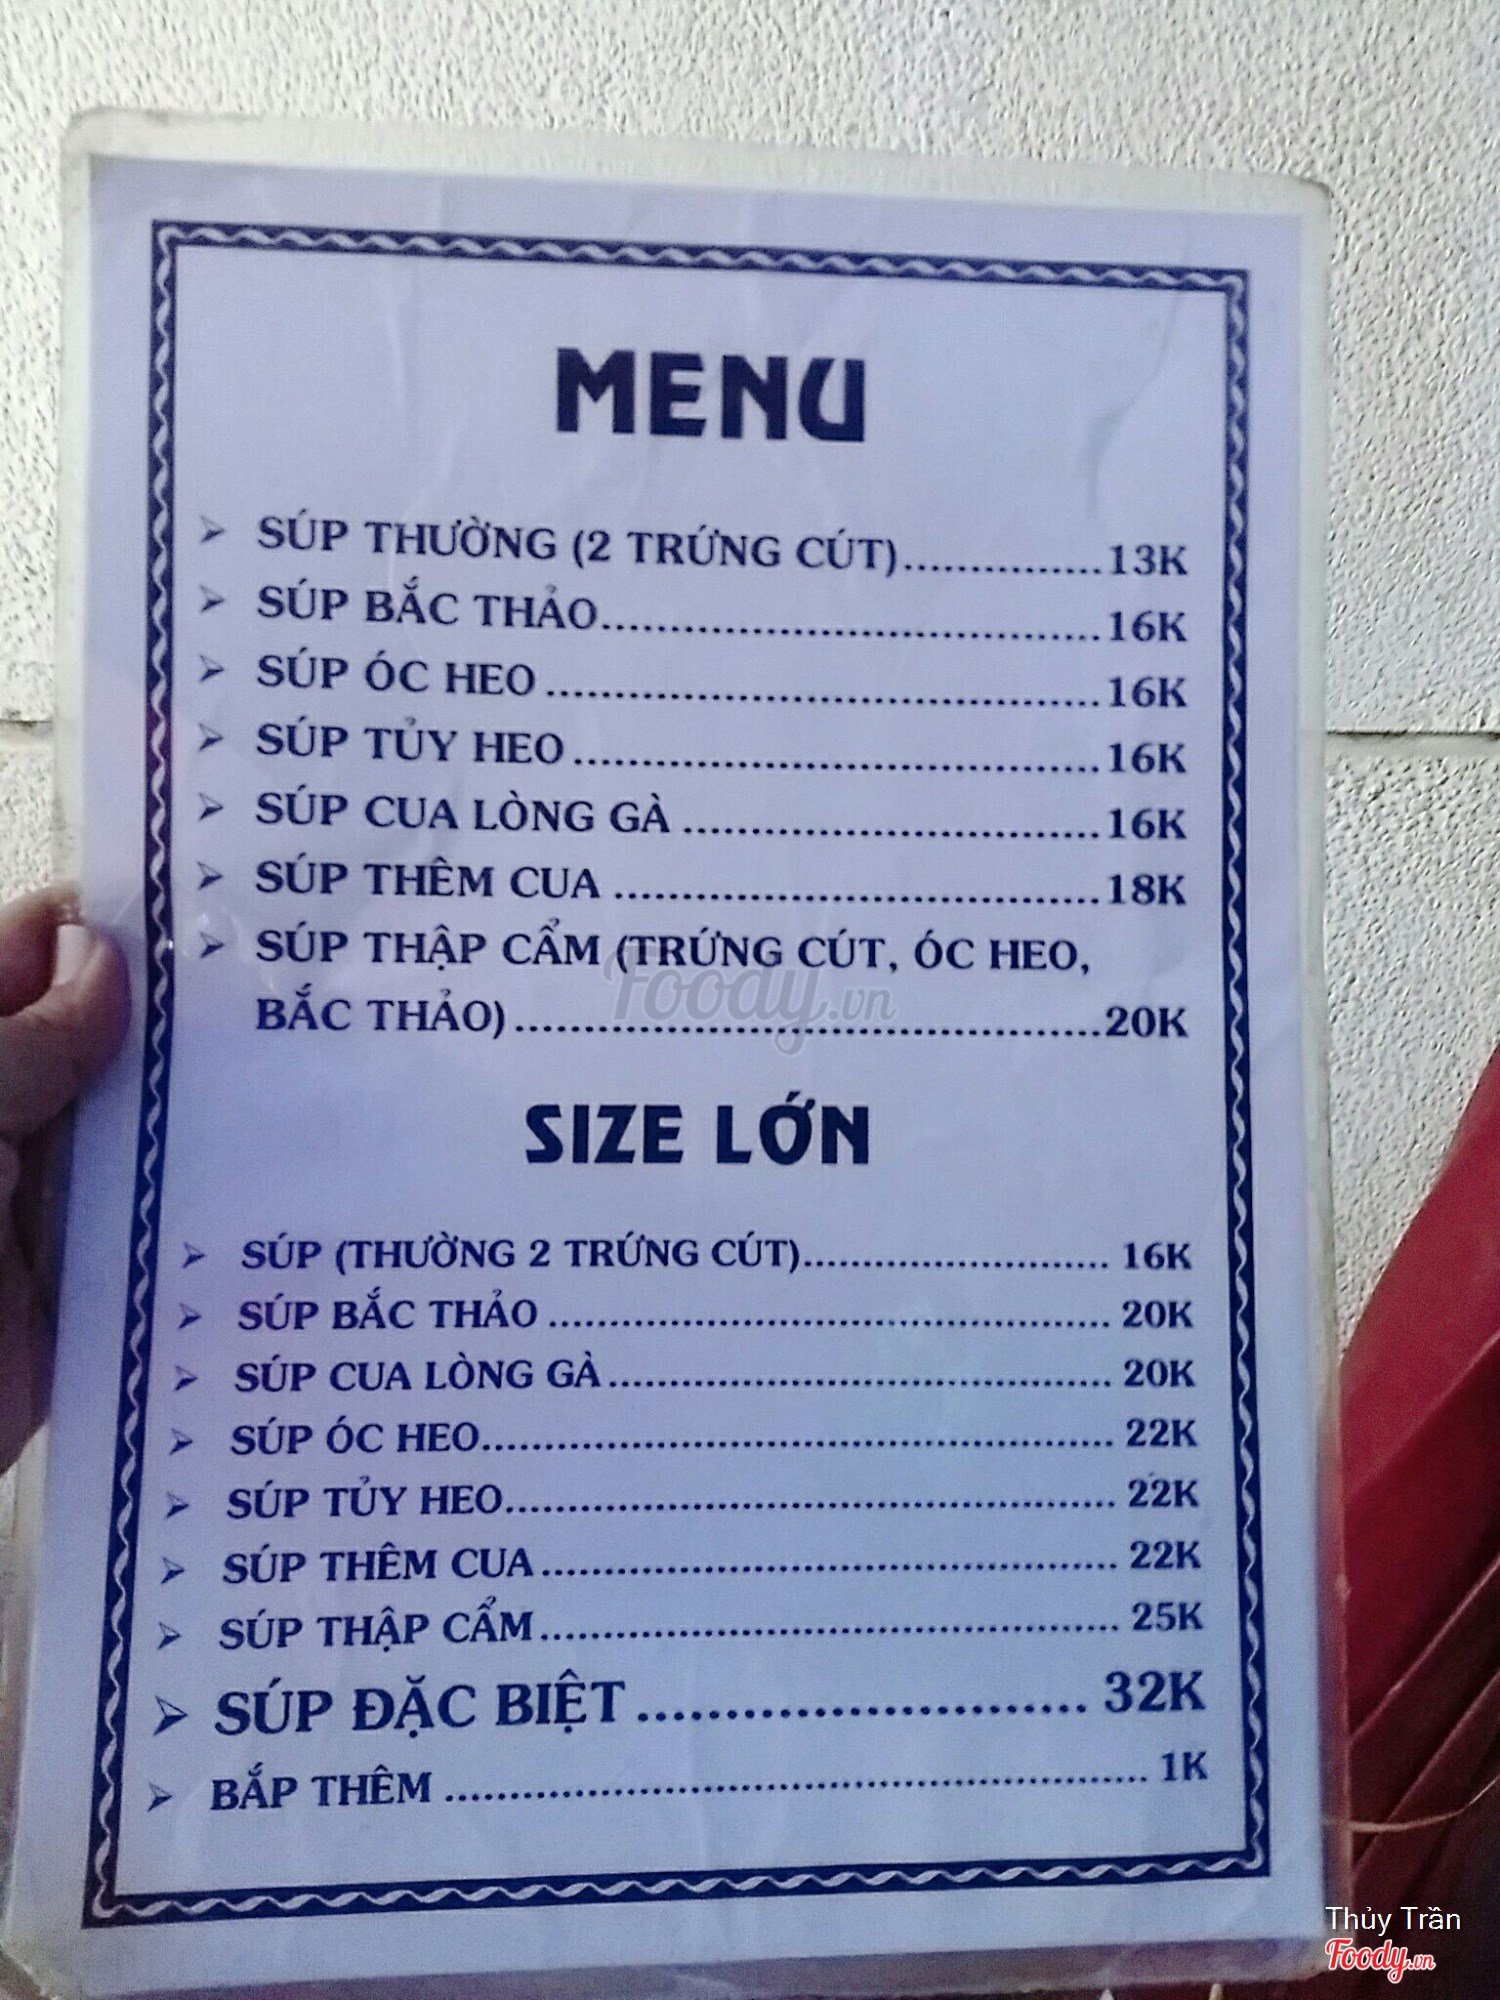 MENU
➢ SÚP THƯỜNG (2 TRỨNG CÚT)...............13K
➢ SÚP BẮC THẢO.....................................16K
➢ SÚP ÓC HEO.........................................16K
➢ SÚP TỦY HEO.......................................16K
➢ SÚP CUA LÒNG GÀ...............................16K
➢ SÚP THÊM CUA....................................18K
➢ SÚP THẬP CẨM (TRỨNG CÚT, ÓC HEO,
BẮC THẢO)...........................................20K
Foody.vn
SIZE LỚN
➢ SÚP (THƯỜNG 2 TRỨNG CÚT).......................... 16K
➢ SÚP BẮC THẢO................................................ 20K
➢ SÚP CUA LÒNG GÀ........................................... 20K
➢ SÚP ÓC HEO...................................................... 22K
➢ SÚP TỦY HEO.................................................... 22K
➢ SÚP THÊM CUA................................................. 22K
➢ SÚP THẬP CẨM................................................. 25K
➢ SÚP ĐẶC BIỆT............................ 32K
➢ BẮP THÊM............................................................ 1K
Thủy Trần
Foody.vn